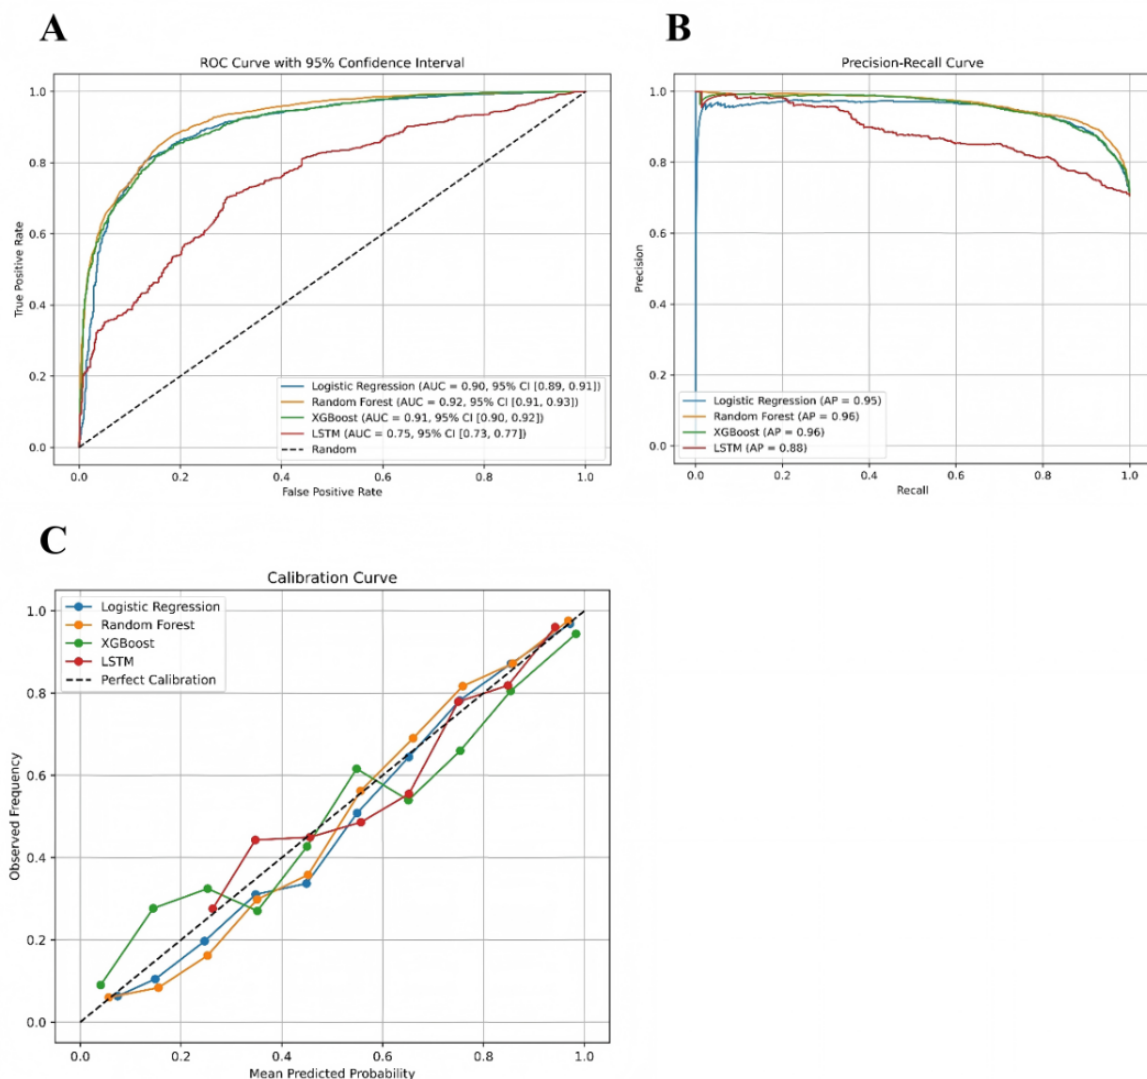 A
ROC Curve with 95% Confidence Interval
True Positive Rate
1.0
0.8
0.6
0.4
0.2
0.0
Logistic Regression (AUC = 0.90, 95% CI [0.89, 0.91])
Random Forest (AUC = 0.92, 95% CI [0.91, 0.93])
XGBoost (AUC = 0.91, 95% CI [0.90, 0.92])
LSTM (AUC = 0.75, 95% CI [0.73, 0.77])
Random
0.0 0.2 0.4 0.6 0.8 1.0
False Positive Rate
B
Precision-Recall Curve
Precision
1.0
0.8
0.6
0.4
0.2
0.0
Logistic Regression (AP = 0.95)
Random Forest (AP = 0.96)
XGBoost (AP = 0.96)
LSTM (AP = 0.88)
0.0 0.2 0.4 0.6 0.8 1.0
Recall
C
Calibration Curve
Observed Frequency
1.0
0.8
0.6
0.4
0.2
0.0
Logistic Regression
Random Forest
XGBoost
LSTM
Perfect Calibration
0.0 0.2 0.4 0.6 0.8 1.0
Mean Predicted Probability